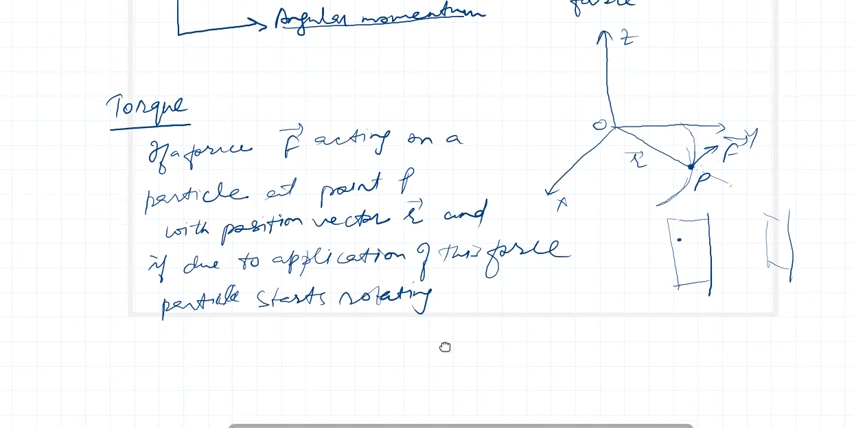 Angular momentum
Z
Torque
O
If a force F acting on a
Y
r
F
particle at point P
P
X
with position vector r and
if due to application of this force
particle starts rotating